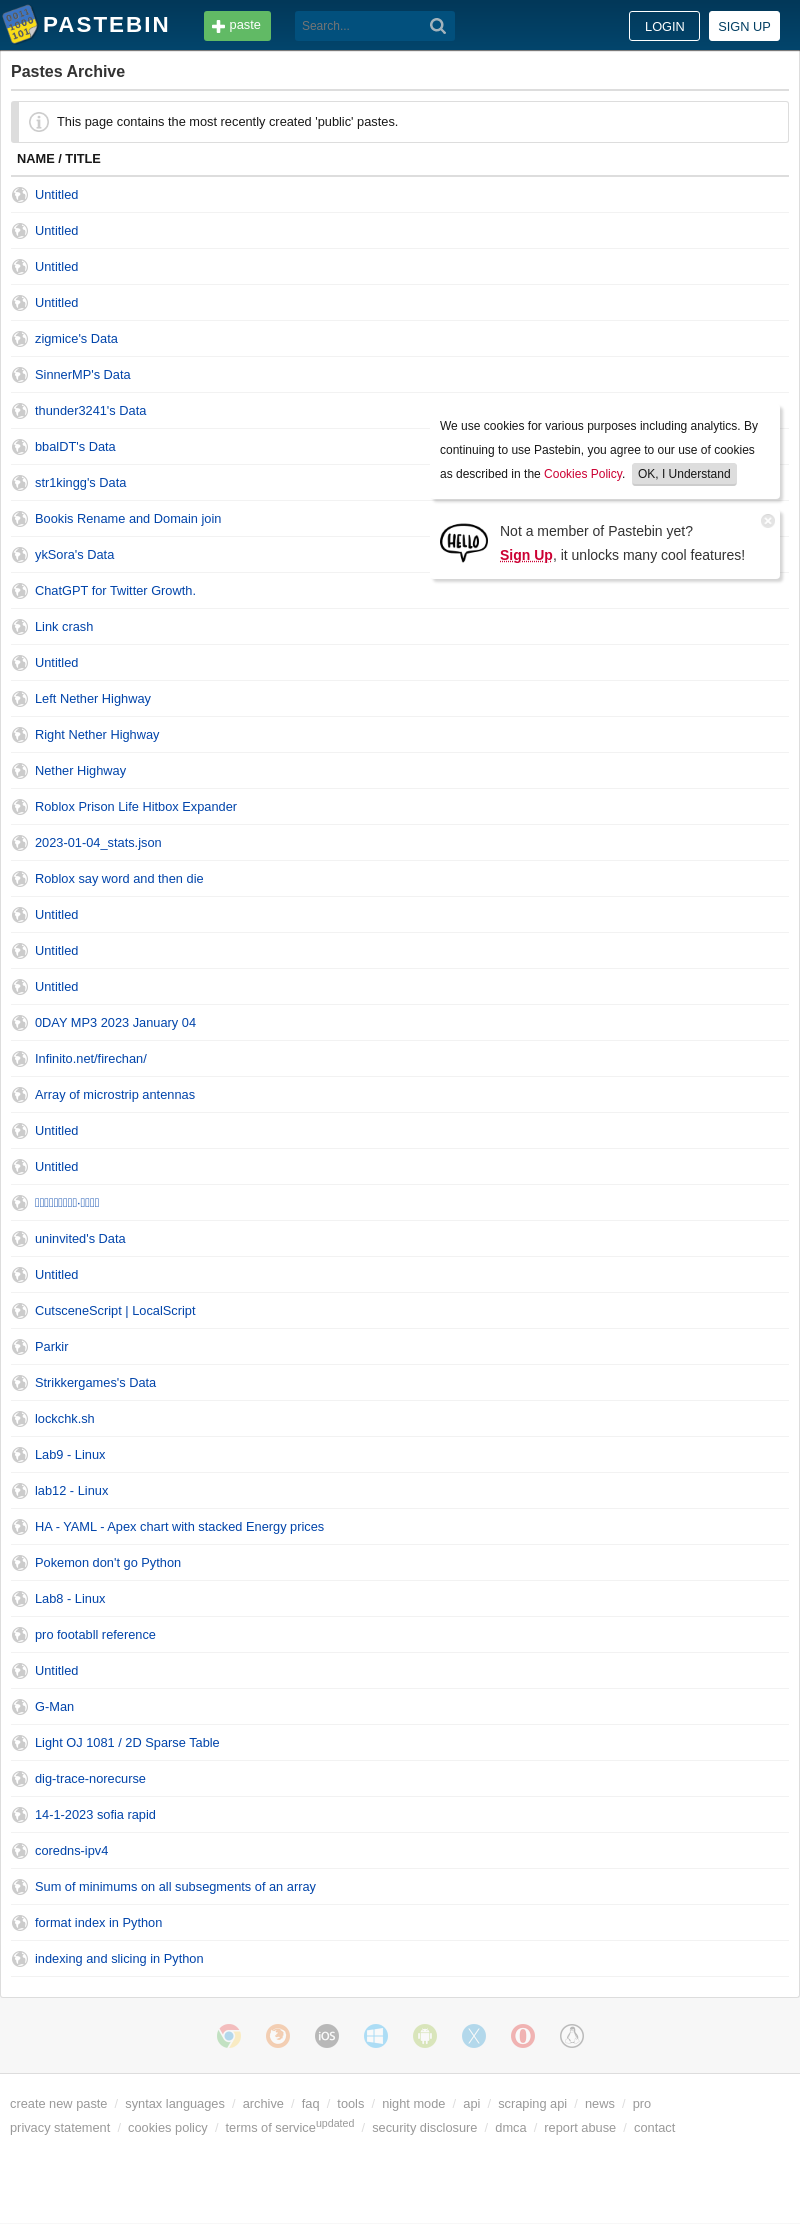 PASTEBIN
paste
Search...
LOGIN
SIGN UP
Pastes Archive
This page contains the most recently created 'public' pastes.
NAME / TITLE
Untitled
Untitled
Untitled
Untitled
zigmice's Data
SinnerMP's Data
thunder3241's Data
bbalDT's Data
str1kingg's Data
Bookis Rename and Domain join
ykSora's Data
ChatGPT for Twitter Growth.
Link crash
Untitled
Left Nether Highway
Right Nether Highway
Nether Highway
Roblox Prison Life Hitbox Expander
2023-01-04_stats.json
Roblox say word and then die
Untitled
Untitled
Untitled
0DAY MP3 2023 January 04
Infinito.net/firechan/
Array of microstrip antennas
Untitled
Untitled
uninvited's Data
Untitled
CutsceneScript | LocalScript
Parkir
Strikkergames's Data
lockchk.sh
Lab9 - Linux
lab12 - Linux
HA - YAML - Apex chart with stacked Energy prices
Pokemon don't go Python
Lab8 - Linux
pro footabll reference
Untitled
G-Man
Light OJ 1081 / 2D Sparse Table
dig-trace-norecurse
14-1-2023 sofia rapid
coredns-ipv4
Sum of minimums on all subsegments of an array
format index in Python
indexing and slicing in Python
We use cookies for various purposes including analytics. By
continuing to use Pastebin, you agree to our use of cookies
as described in the Cookies Policy. OK, I Understand
HELLO
Not a member of Pastebin yet?
Sign Up, it unlocks many cool features!
iOS
create new paste / syntax languages / archive / faq / tools / night mode / api / scraping api / news / pro
privacy statement / cookies policy / terms of service updated / security disclosure / dmca / report abuse / contact